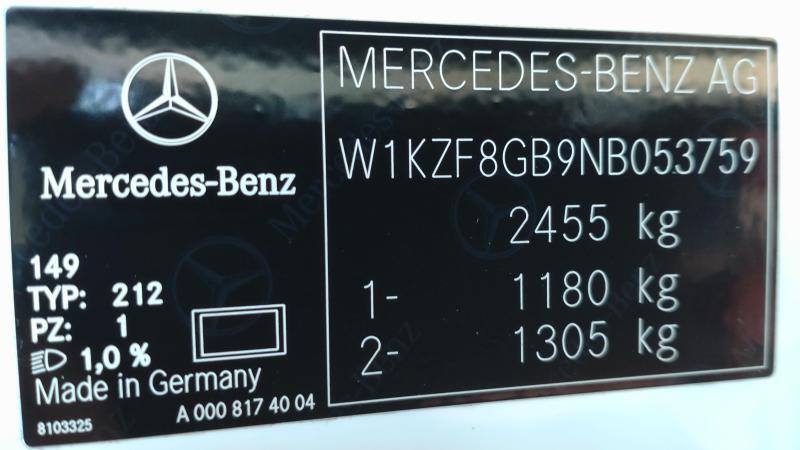 Mercedes-Benz
149
TYP: 212
PZ: 1
1,0 %
Made in Germany
8103325
A 000 817 40 04
MERCEDES-BENZ AG
W1KZF8GB9NB053759
2455 kg
1- 1180 kg
2- 1305 kg